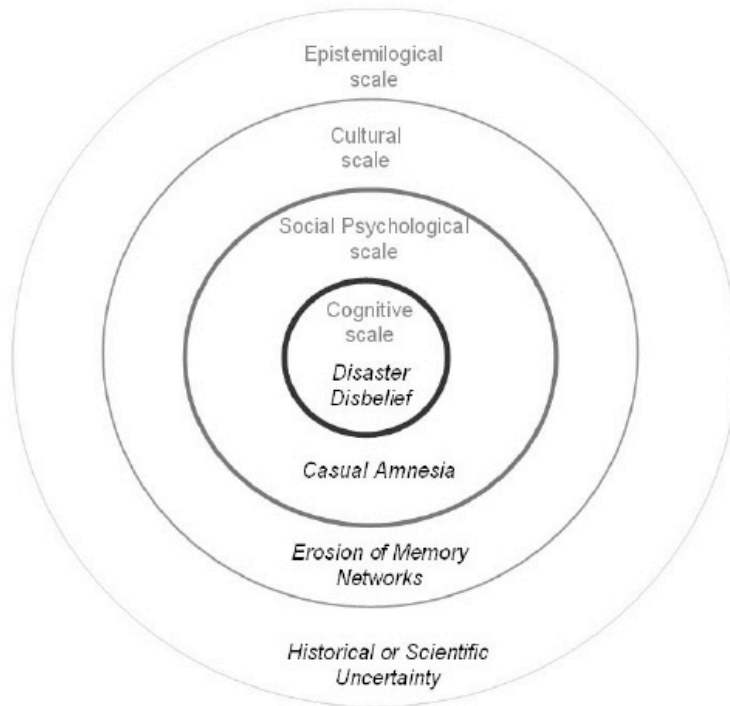 Epistemilogical
scale
Cultural
scale
Social Psychological
scale
Cognitive
scale
Disaster
Disbelief
Casual Amnesia
Erosion of Memory
Networks
Historical or Scientific
Uncertainty